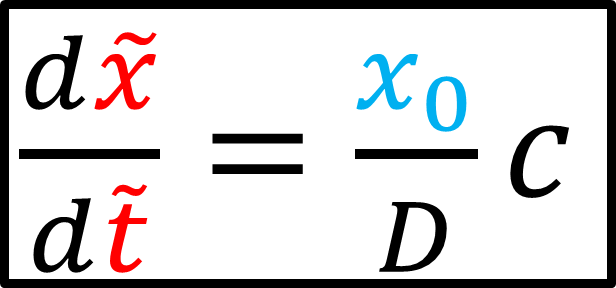 dx̃/dt̃ = x₀/D c